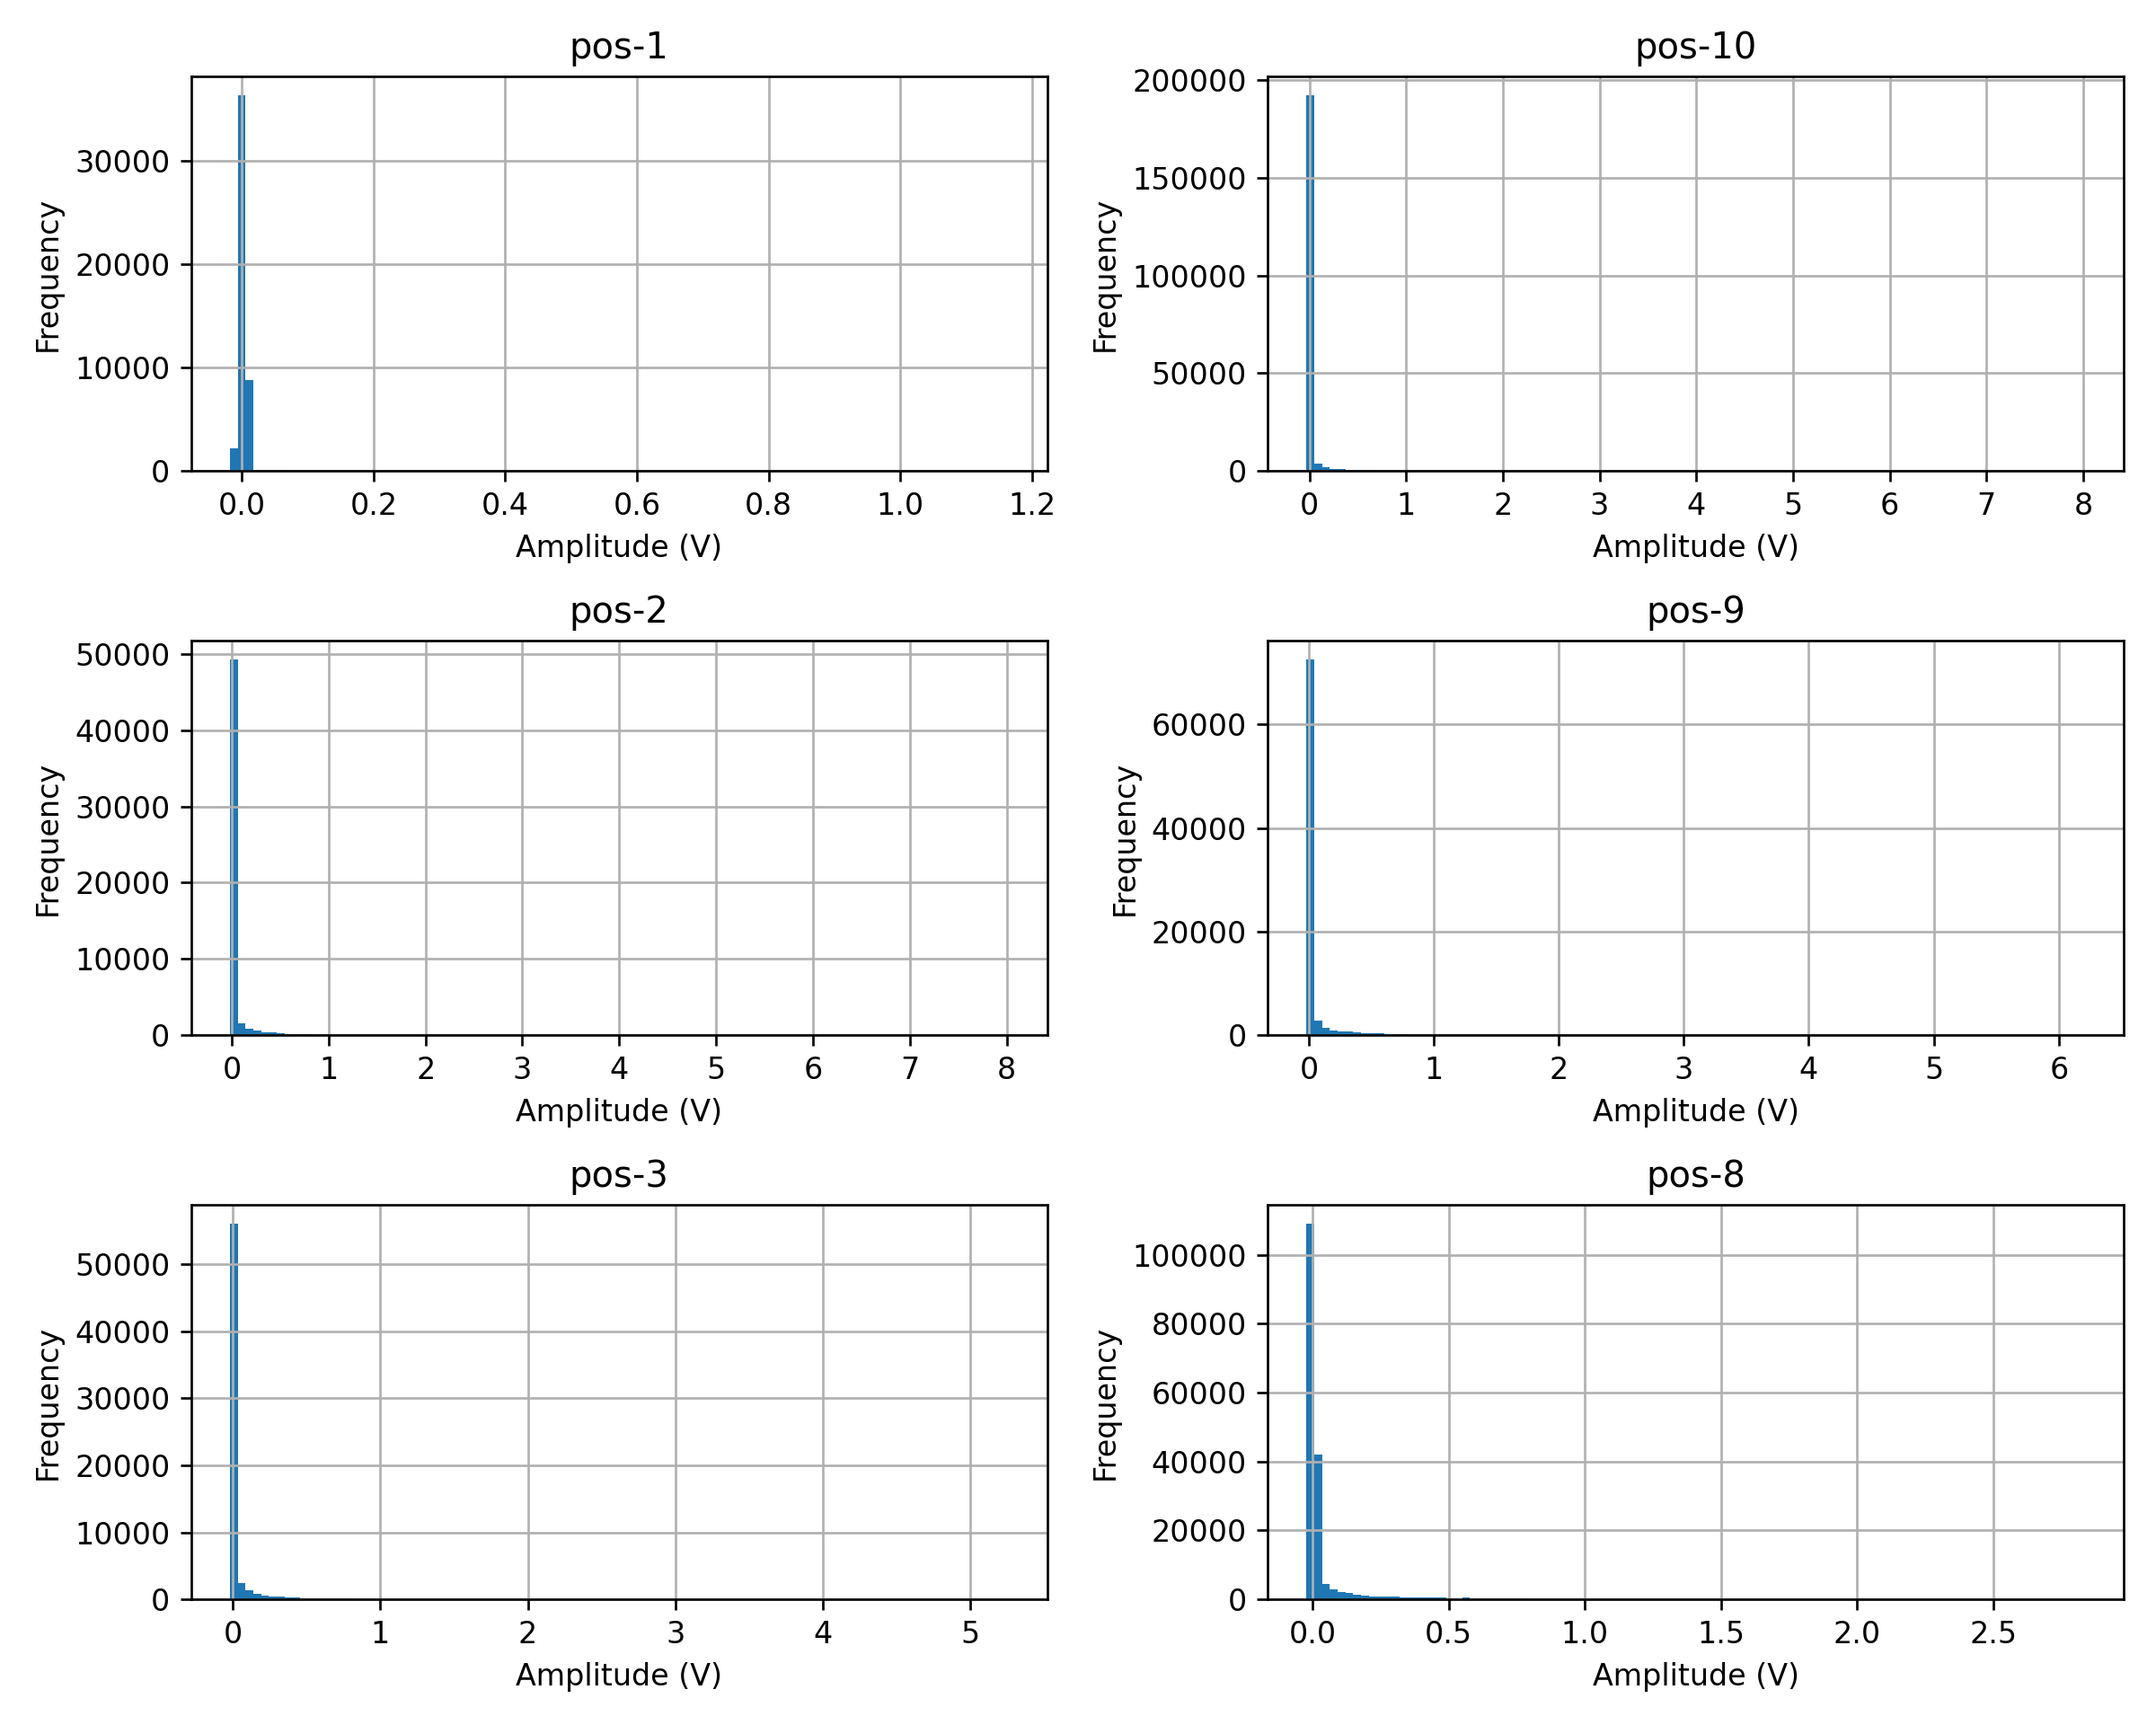 pos-1
30000
20000
10000
0
Frequency
0.0 0.2 0.4 0.6 0.8 1.0 1.2
Amplitude (V)
pos-10
200000
150000
100000
50000
0
Frequency
0 1 2 3 4 5 6 7 8
Amplitude (V)
pos-2
50000
40000
30000
20000
10000
0
Frequency
0 1 2 3 4 5 6 7 8
Amplitude (V)
pos-9
60000
40000
20000
0
Frequency
0 1 2 3 4 5 6
Amplitude (V)
pos-3
50000
40000
30000
20000
10000
0
Frequency
0 1 2 3 4 5
Amplitude (V)
pos-8
100000
80000
60000
40000
20000
0
Frequency
0.0 0.5 1.0 1.5 2.0 2.5
Amplitude (V)